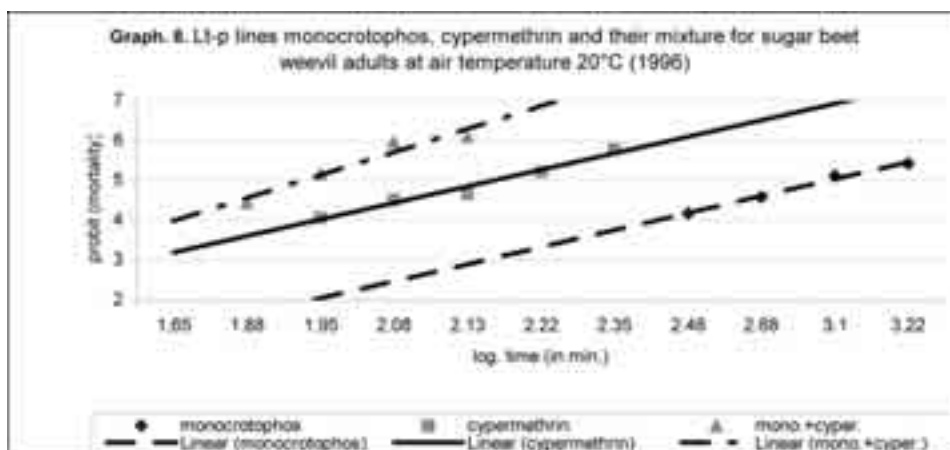 Graph. 8. Lt-p lines monocrotophos, cypermethrin and their mixture for sugar beet
weevil adults at air temperature 20°C (1996)
7
6
5
4
3
2
probit (mortality;
1.65 1.88 1.95 2.08 2.13 2.22 2.35 2.48 2.68 3.1 3.22
log. time (in min.)
monocrotophos cypermethrin mono.+cyper.
Linear (monocrotophos) Linear (cypermethrin) Linear (mono.+cyper.)